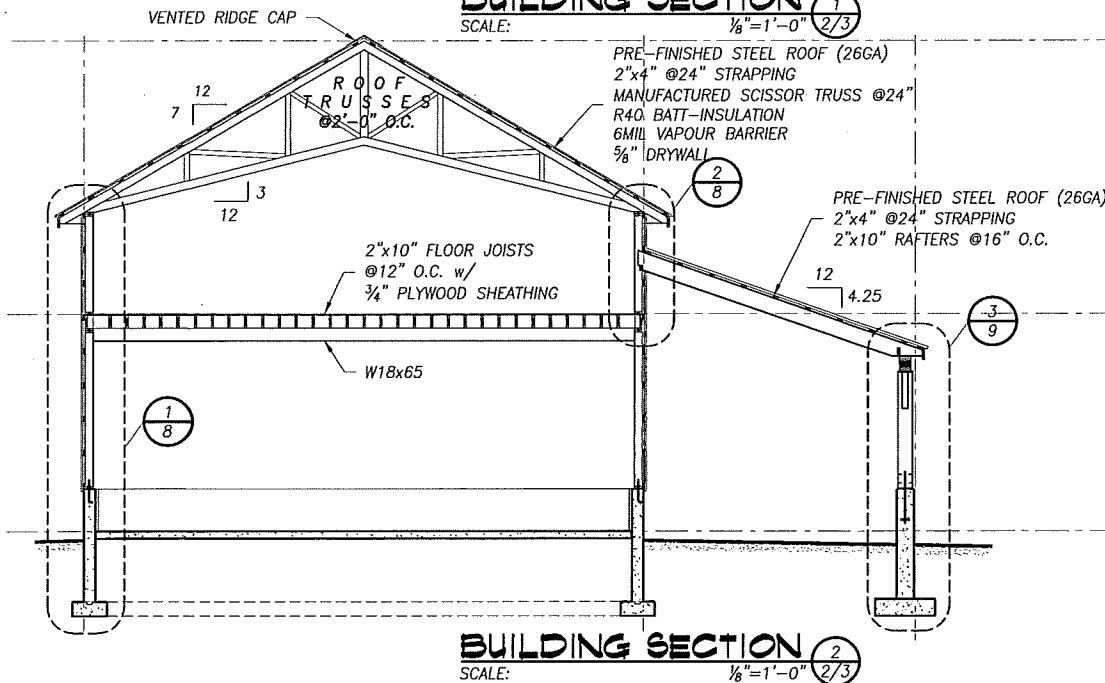 BUILDING SECTION 1
SCALE: ⅛"=1'-0" 2/3
VENTED RIDGE CAP
PRE-FINISHED STEEL ROOF (26GA)
2"x4" @24" STRAPPING
MANUFACTURED SCISSOR TRUSS @24"
R40 BATT-INSULATION
6MIL VAPOUR BARRIER
⅝" DRYWALL
12
7
ROOF
TRUSSES
@2'-0" O.C.
3
12
2
8
PRE-FINISHED STEEL ROOF (26GA)
2"x4" @24" STRAPPING
2"x10" RAFTERS @16" O.C.
2"x10" FLOOR JOISTS
@12" O.C. w/
¾" PLYWOOD SHEATHING
12
4.25
3
9
W18x65
1
8
BUILDING SECTION 2
SCALE: ⅛"=1'-0" 2/3